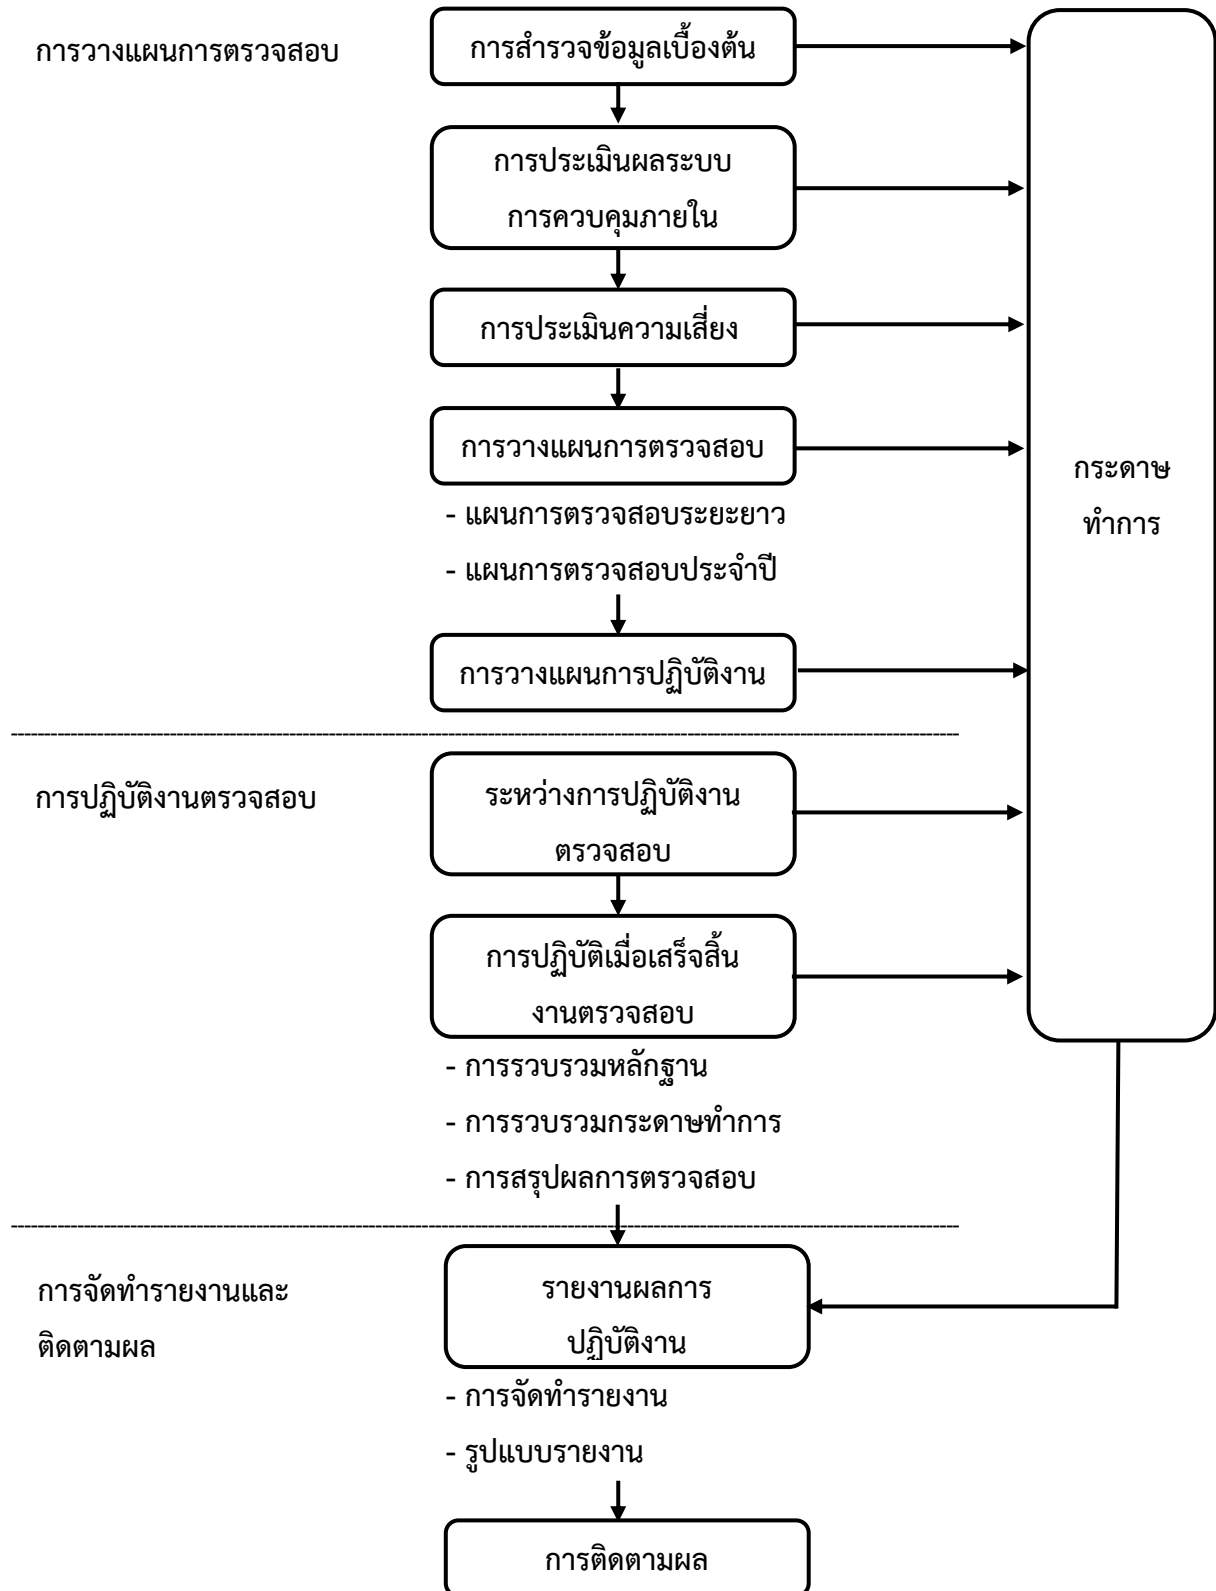 การวางแผนการตรวจสอบ
การสำรวจข้อมูลเบื้องต้น
การประเมินผลระบบ
การควบคุมภายใน
การประเมินความเสี่ยง
การวางแผนการตรวจสอบ
- แผนการตรวจสอบระยะยาว
- แผนการตรวจสอบประจำปี
การวางแผนการปฏิบัติงาน
กระดาษ
ทำการ
การปฏิบัติงานตรวจสอบ
ระหว่างการปฏิบัติงาน
ตรวจสอบ
การปฏิบัติเมื่อเสร็จสิ้น
งานตรวจสอบ
- การรวบรวมหลักฐาน
- การรวบรวมกระดาษทำการ
- การสรุปผลการตรวจสอบ
การจัดทำรายงานและ
ติดตามผล
รายงานผลการ
ปฏิบัติงาน
- การจัดทำรายงาน
- รูปแบบรายงาน
การติดตามผล